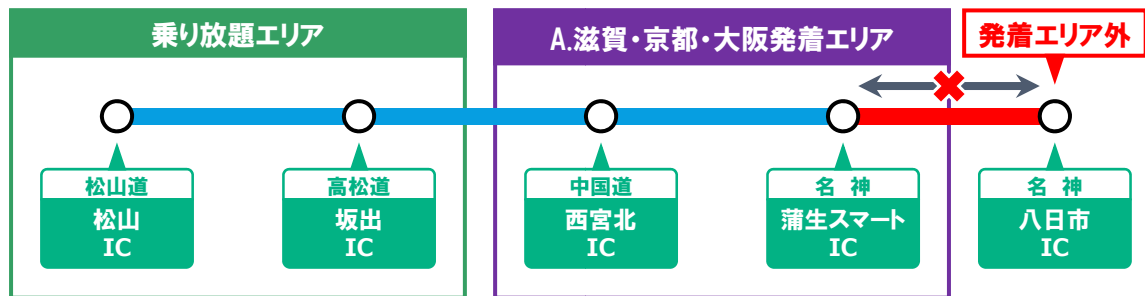 乗り放題エリア
A.滋賀・京都・大阪発着エリア
発着エリア外
松山道
松山
IC
高松道
坂出
IC
中国道
西宮北
IC
名神
蒲生スマート
IC
名神
八日市
IC